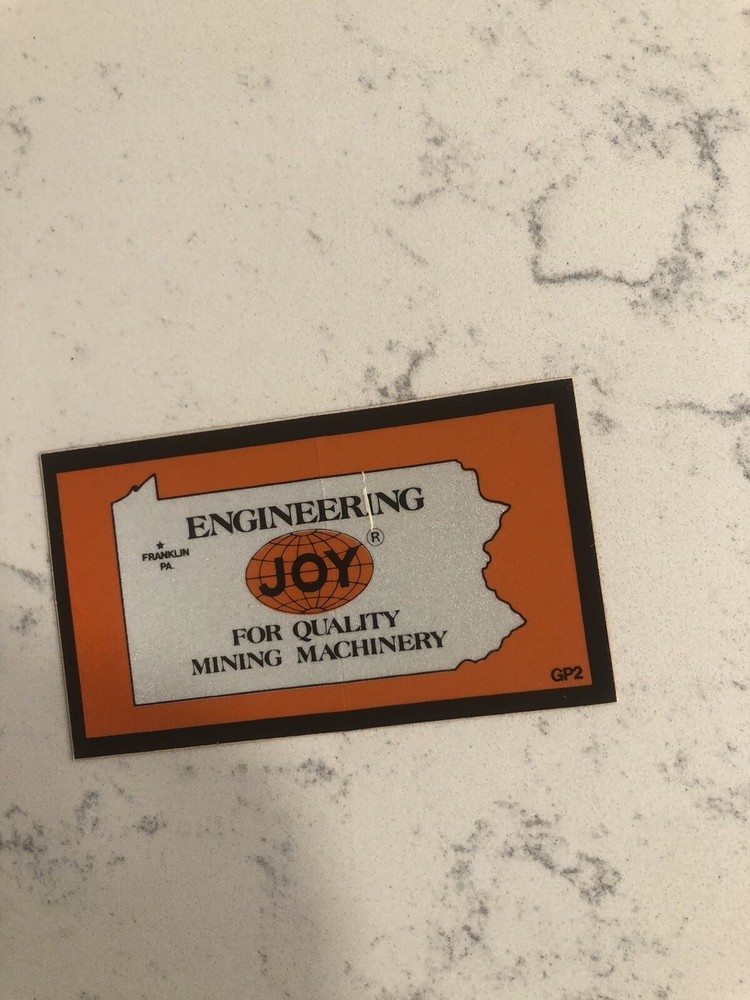 ENGINEERING
★
FRANKLIN
PA.
JOY®
FOR QUALITY
MINING MACHINERY
GP2